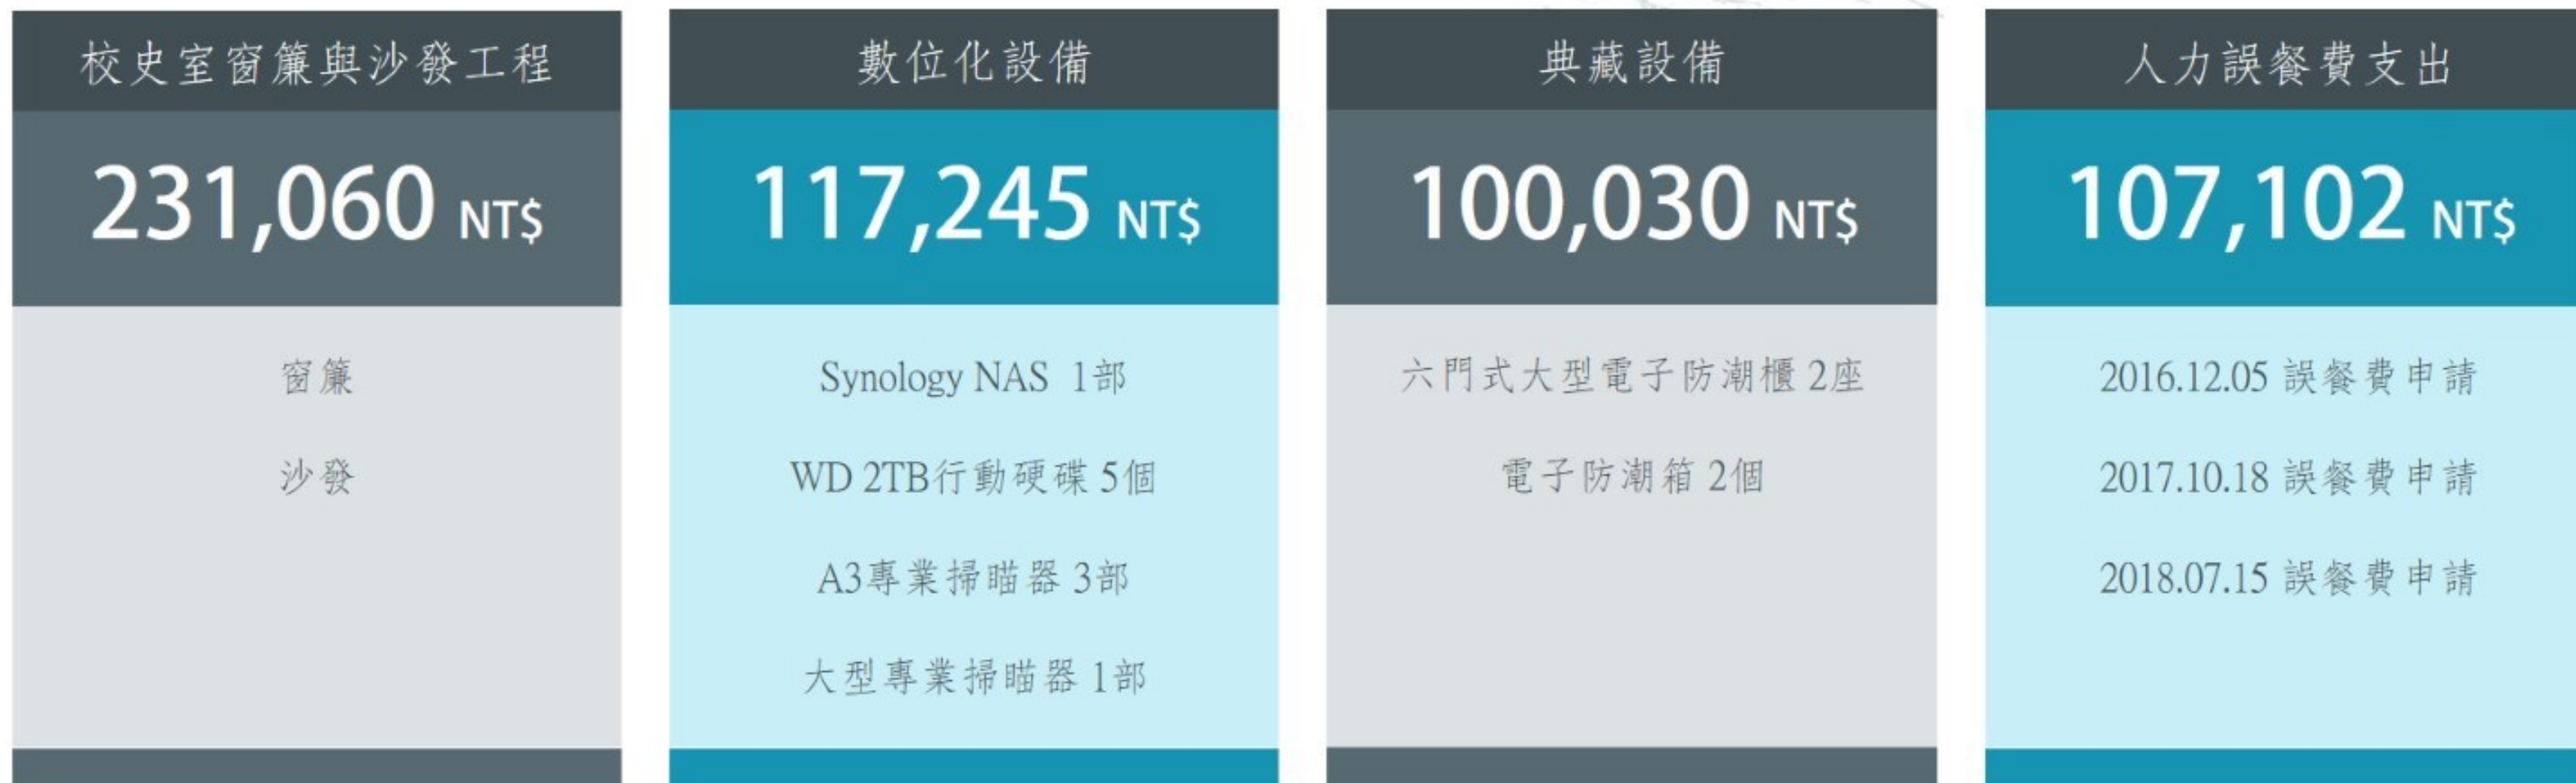 校史室窗簾與沙發工程
231,060 NT$
窗簾
沙發
數位化設備
117,245 NT$
Synology NAS 1部
WD 2TB行動硬碟 5個
A3專業掃瞄器 3部
大型專業掃瞄器 1部
典藏設備
100,030 NT$
六門式大型電子防潮櫃 2座
電子防潮箱 2個
人力誤餐費支出
107,102 NT$
2016.12.05 誤餐費申請
2017.10.18 誤餐費申請
2018.07.15 誤餐費申請